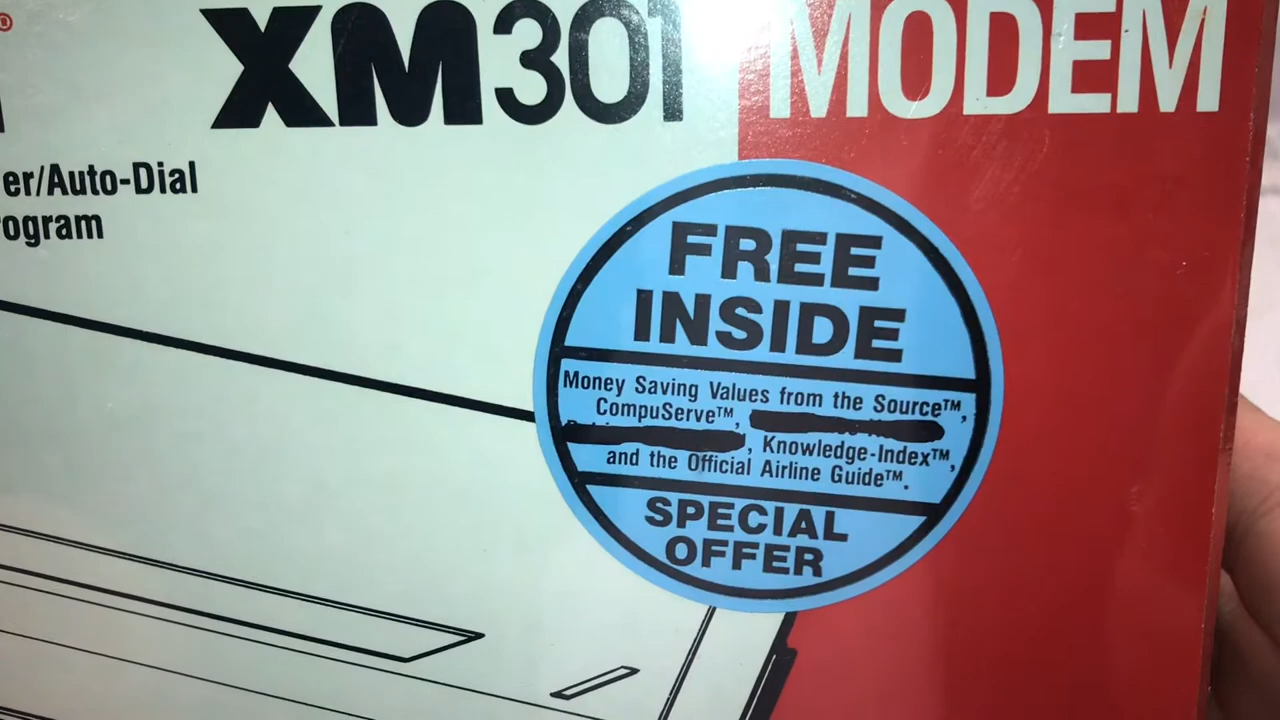 XM301 MODEM
er/Auto-Dial
ogram
FREE
INSIDE
Money Saving Values from the Source™,
CompuServe™,
, Knowledge-Index™,
and the Official Airline Guide™.
SPECIAL
OFFER